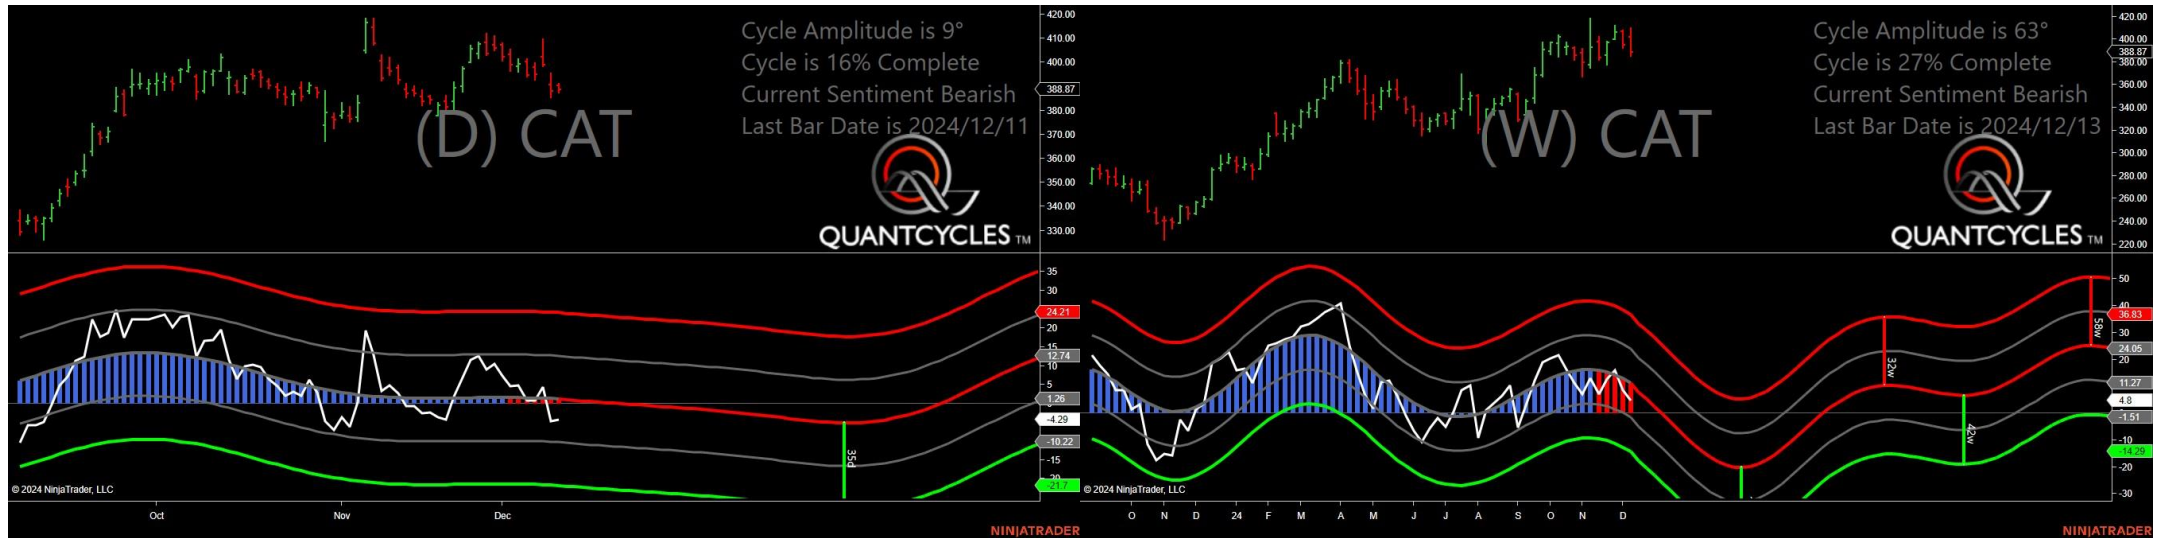 Cycle Amplitude is 9°
Cycle is 16% Complete
Current Sentiment Bearish
Last Bar Date is 2024/12/11
(D) CAT
QUANTCYCLES TM
420.00
410.00
400.00
388.87
380.00
370.00
360.00
350.00
340.00
330.00
35
30
24.21
20
12.74
10
5
1.26
-4.29
-10.22
-15
-21.7
35d
© 2024 NinjaTrader, LLC
Oct
Nov
Dec
NINJATRADER
Cycle Amplitude is 63°
Cycle is 27% Complete
Current Sentiment Bearish
Last Bar Date is 2024/12/13
(W) CAT
QUANTCYCLES TM
420.00
400.00
388.87
380.00
360.00
340.00
320.00
300.00
280.00
260.00
240.00
220.00
50
40
36.83
30
24.05
20
11.27
4.8
-1.51
-10
-14.29
-20
-30
32w
42w
58w
© 2024 NinjaTrader, LLC
O N D 24 F M A M J J A S O N D
NINJATRADER